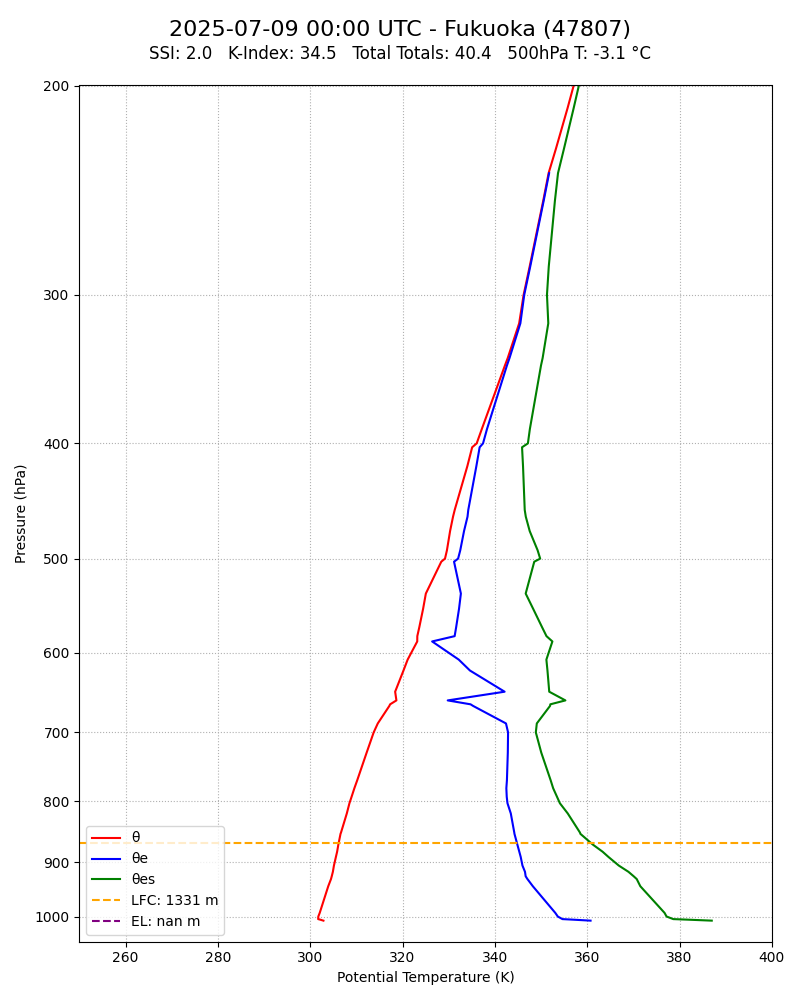 2025-07-09 00:00 UTC - Fukuoka (47807)
SSI: 2.0   K-Index: 34.5   Total Totals: 40.4   500hPa T: -3.1 °C
Pressure (hPa)
200
300
400
500
600
700
800
900
1000
θ
θe
θes
LFC: 1331 m
EL: nan m
260 280 300 320 340 360 380 400
Potential Temperature (K)